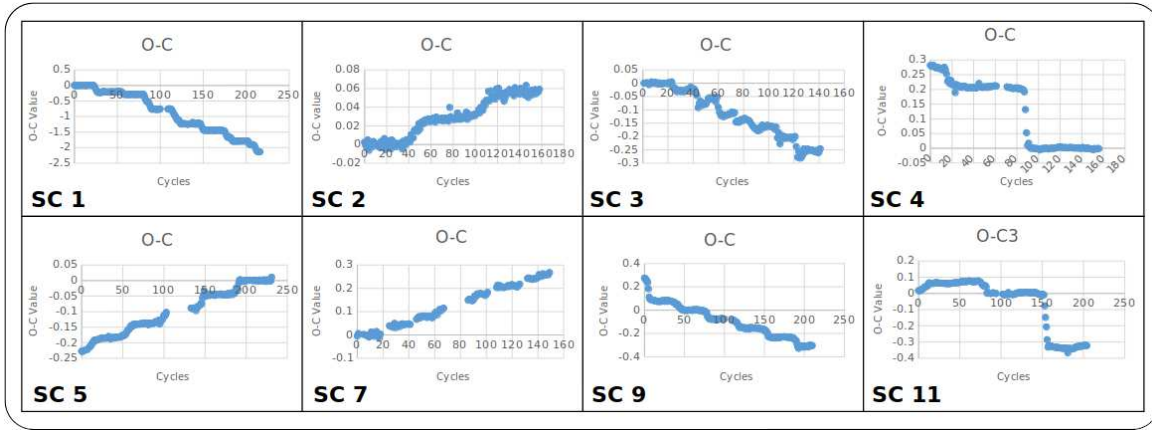 O-C
0.5
0
0 50 100 150 200 250
-0.5
-1
-1.5
-2
-2.5
O-C Value
Cycles
SC 1
O-C
0.08
0.06
0.04
0.02
0
0 20 40 60 80 100 120 140 160 180
-0.02
O-C Value
Cycles
SC 2
O-C
0.05
0
0 20 40 60 80 100 120 140 160
-0.05
-0.1
-0.15
-0.2
-0.25
-0.3
O-C Value
Cycles
SC 3
O-C
0.3
0.25
0.2
0.15
0.1
0.05
0
-0.05
0 20 40 60 80 100 120 140 160 180
O-C Value
Cycles
SC 4
O-C
0.05
0
0 50 100 150 200 250
-0.05
-0.1
-0.15
-0.2
-0.25
O-C Value
Cycles
SC 5
O-C
0.3
0.2
0.1
0
0 20 40 60 80 100 120 140 160
-0.1
O-C Value
Cycles
SC 7
O-C
0.4
0.2
0
0 50 100 150 200 250
-0.2
-0.4
O-C Value
Cycles
SC 9
O-C3
0.2
0.1
0
0 50 100 150 200 250
-0.1
-0.2
-0.3
-0.4
O-C Value
Cycles
SC 11